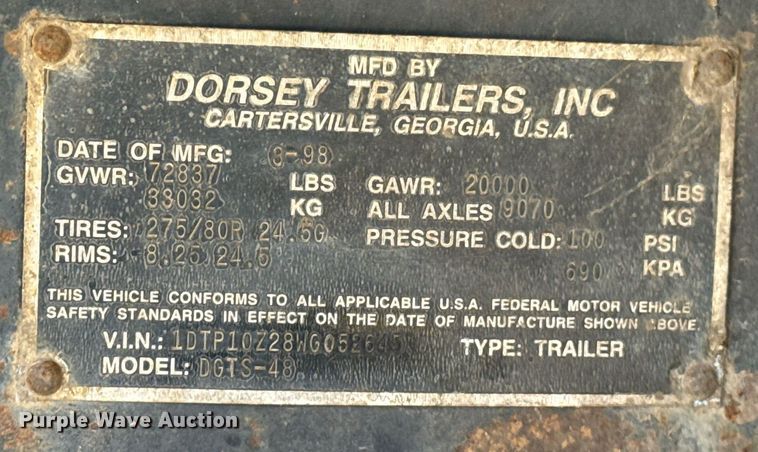 MFD BY
DORSEY TRAILERS, INC
CARTERSVILLE, GEORGIA, U.S.A.
DATE OF MFG:
GVWR: 72837 LBS GAWR: 20000 LBS
33032 KG ALL AXLES 9070 KG
TIRES: 275/80R 24.5G PRESSURE COLD: 100 PSI
RIMS: 8.25 24.5 690 KPA
THIS VEHICLE CONFORMS TO ALL APPLICABLE U.S.A. FEDERAL MOTOR VEHICLE
SAFETY STANDARDS IN EFFECT ON THE DATE OF MANUFACTURE SHOWN ABOVE.
V.I.N.: TYPE: TRAILER
MODEL: DGTS-48
Purple Wave Auction